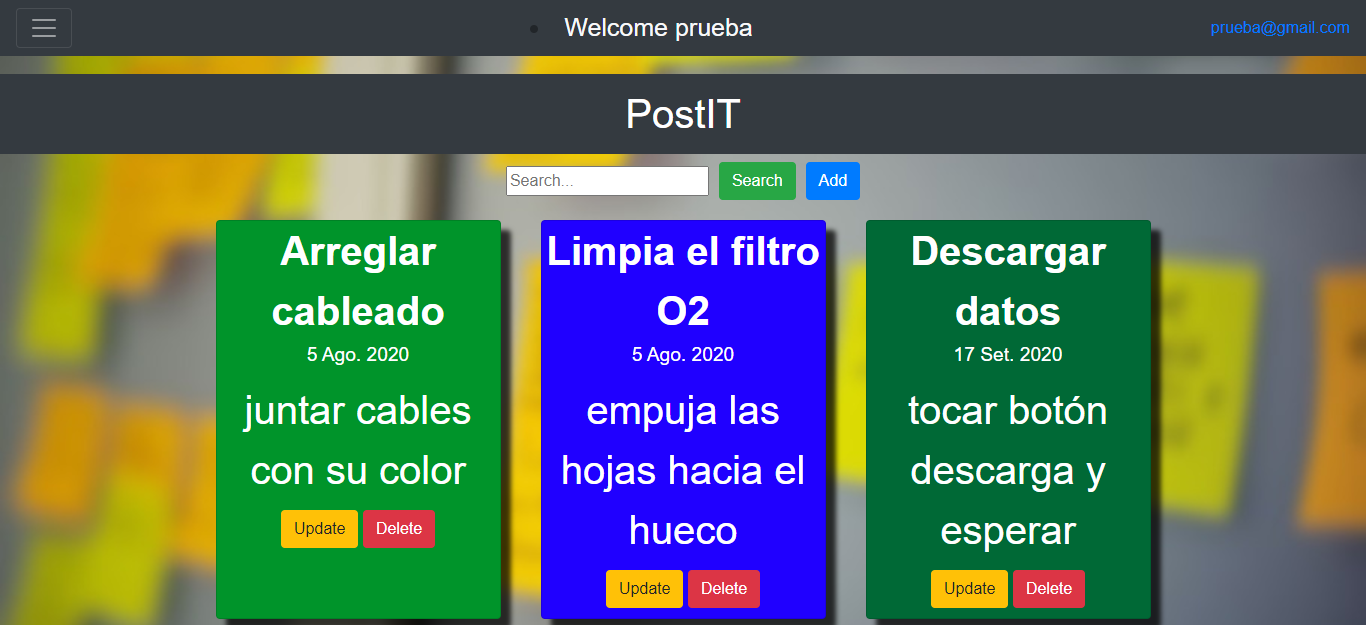 Welcome prueba
prueba@gmail.com
PostIT
Search...
Search
Add
Arreglar
cableado
5 Ago. 2020
juntar cables
con su color
Update
Delete
Limpia el filtro
O2
5 Ago. 2020
empuja las
hojas hacia el
hueco
Update
Delete
Descargar
datos
17 Set. 2020
tocar botón
descarga y
esperar
Update
Delete